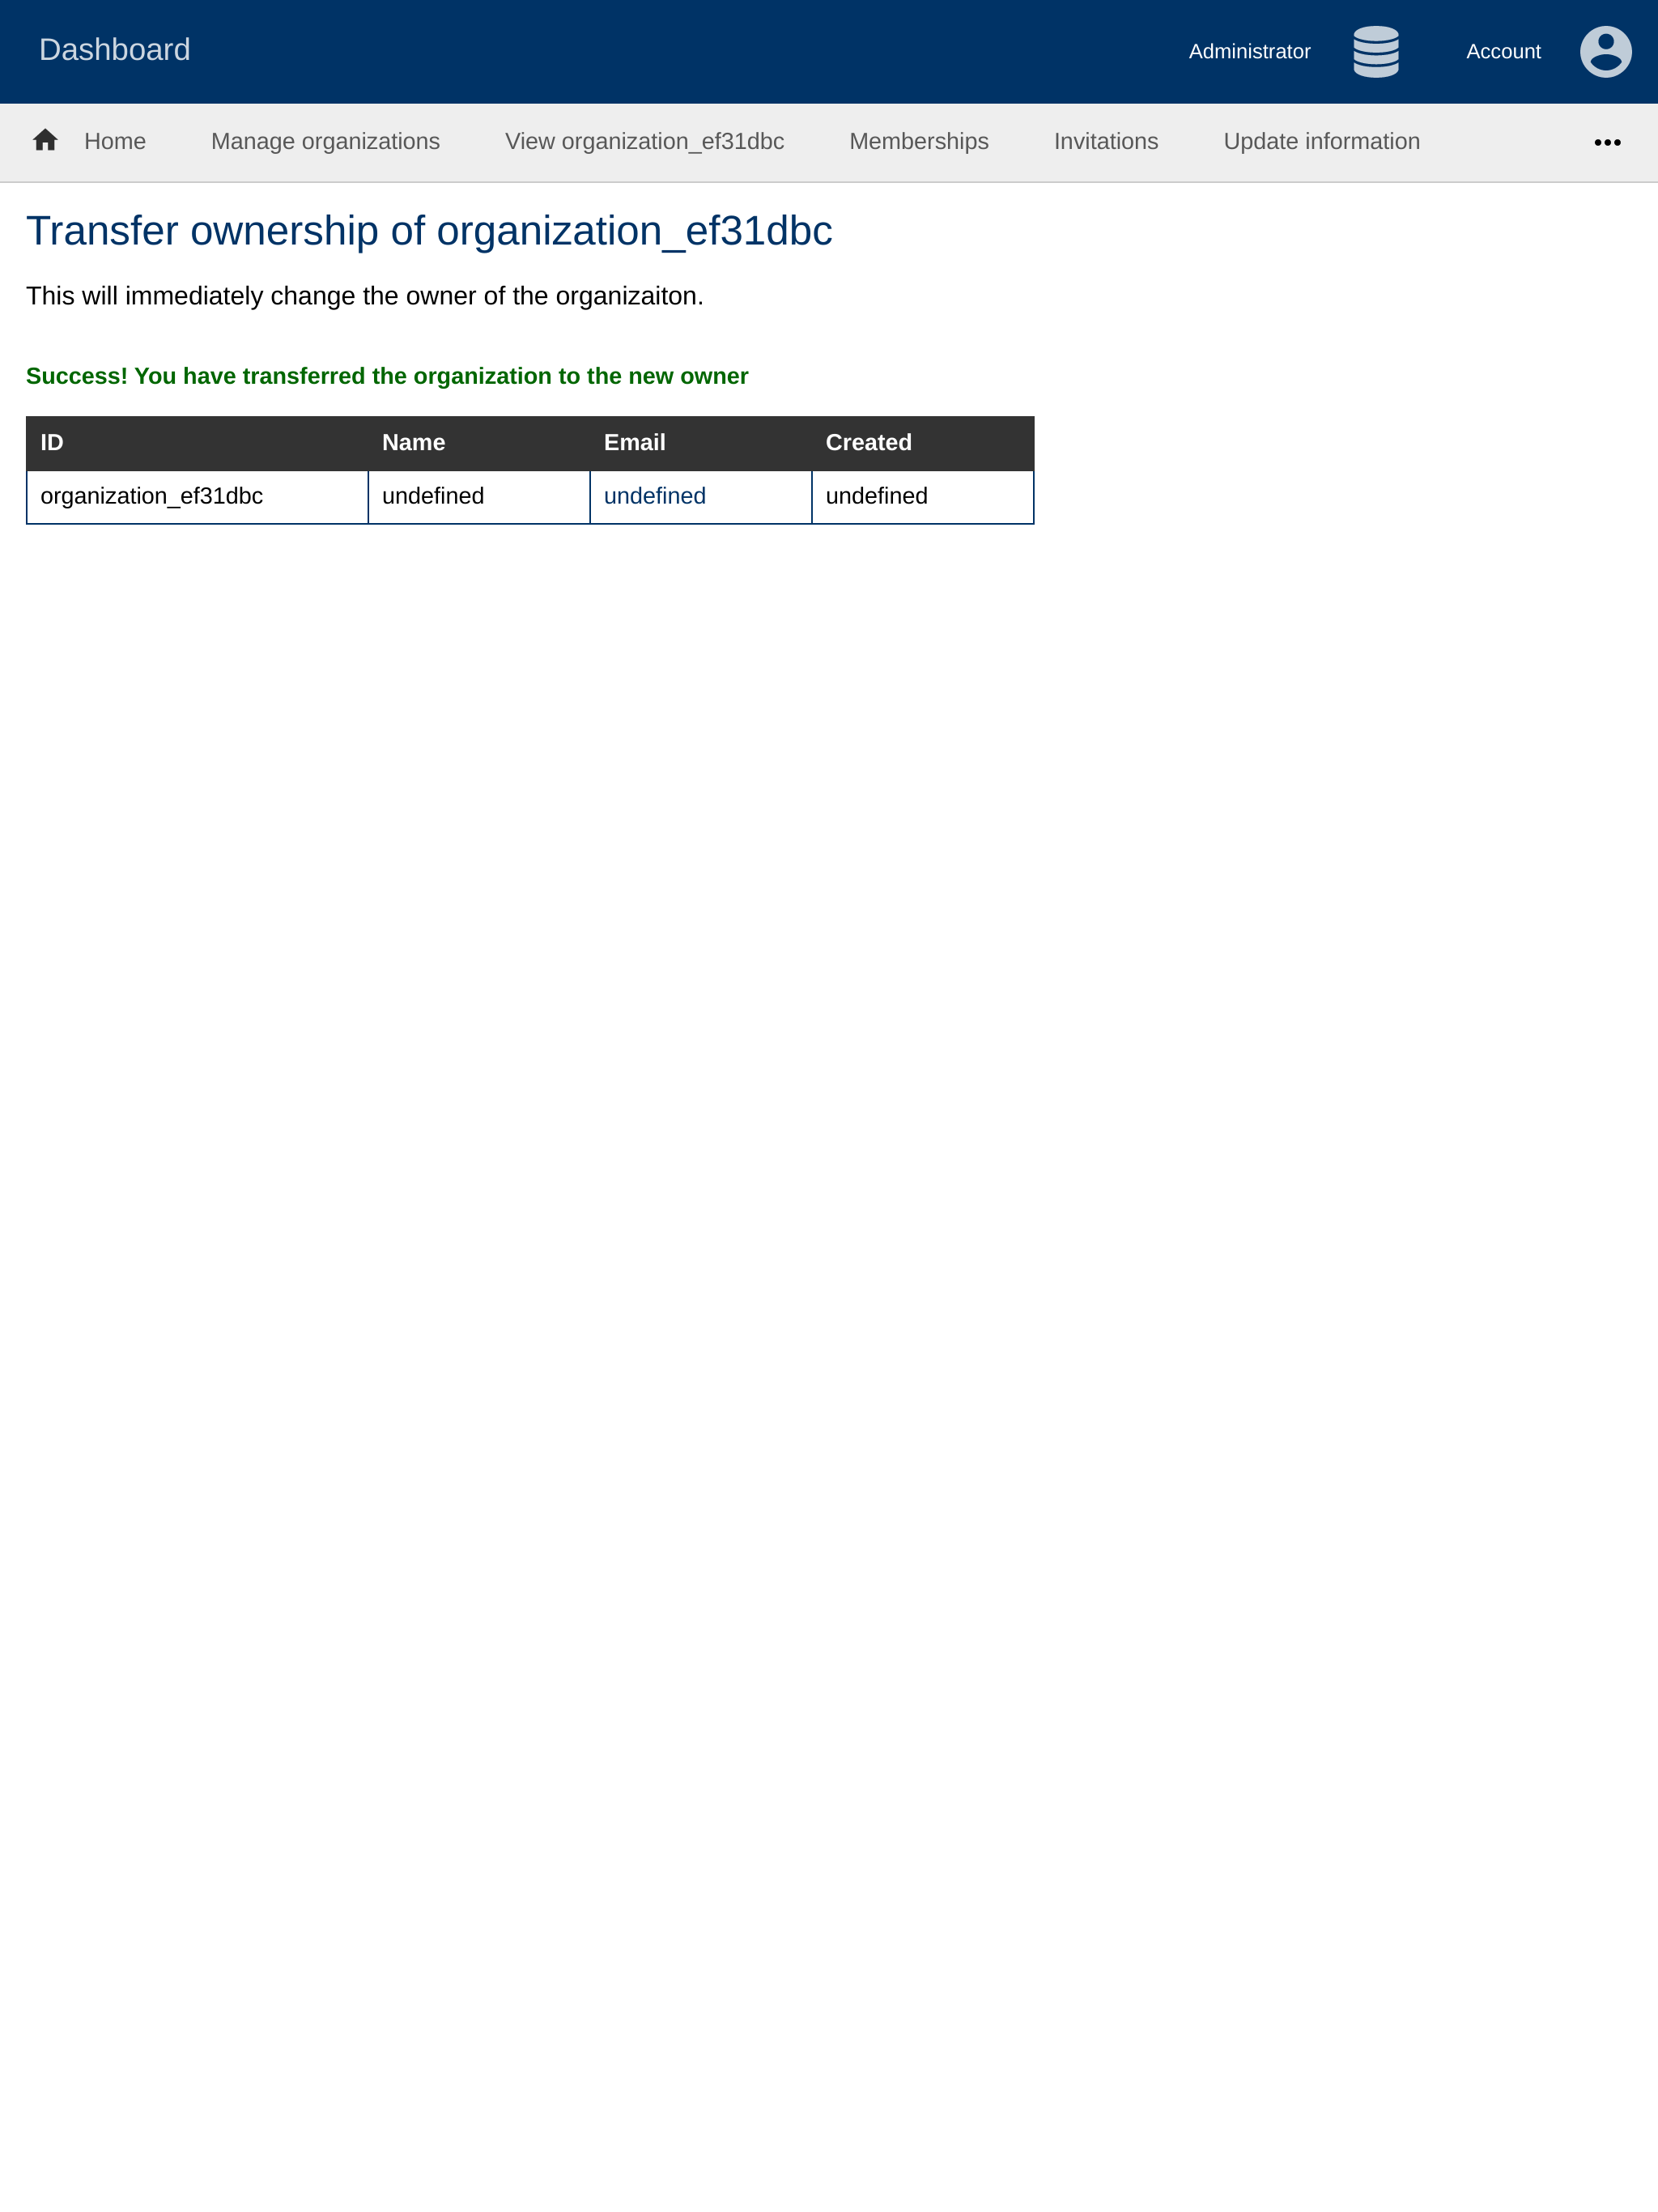 Dashboard Administrator Account
Home Manage organizations View organization_ef31dbc Memberships Invitations Update information
Transfer ownership of organization_ef31dbc
This will immediately change the owner of the organizaiton.
Success! You have transferred the organization to the new owner
ID Name Email Created
organization_ef31dbc undefined undefined undefined